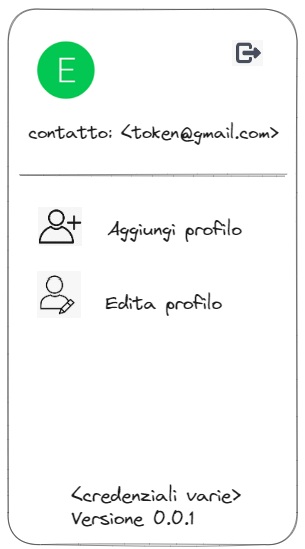 E
contatto: <token@gmail.com>
Aggiungi profilo
Edita profilo
<credenziali varie>
Versione 0.0.1